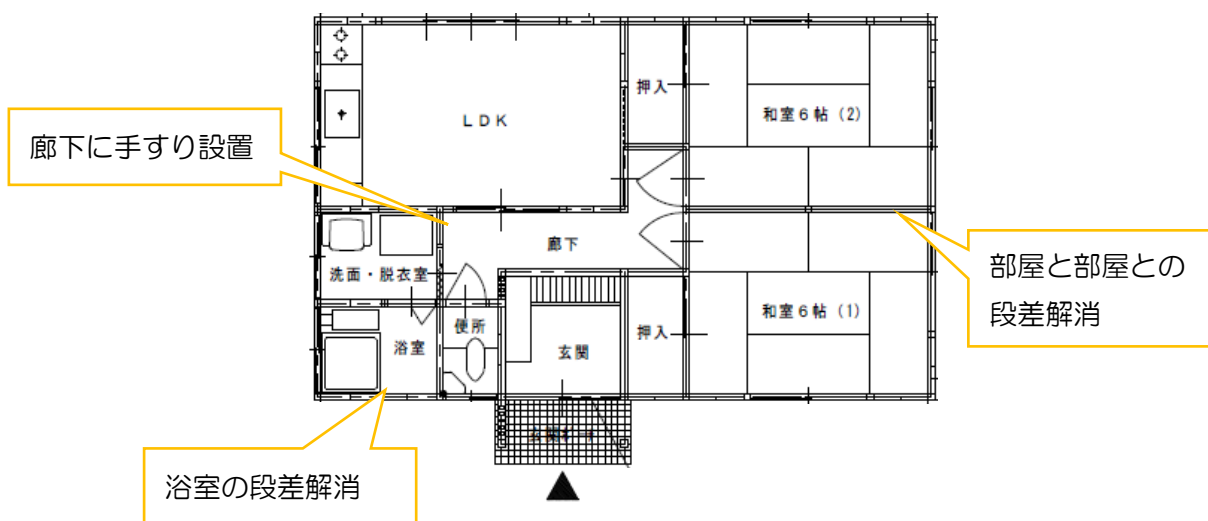 押入
和室6帖(2)
LDK
廊下に手すり設置
廊下
部屋と部屋との
段差解消
洗面・脱衣室
和室6帖(1)
便所
押入
浴室
玄関
浴室の段差解消